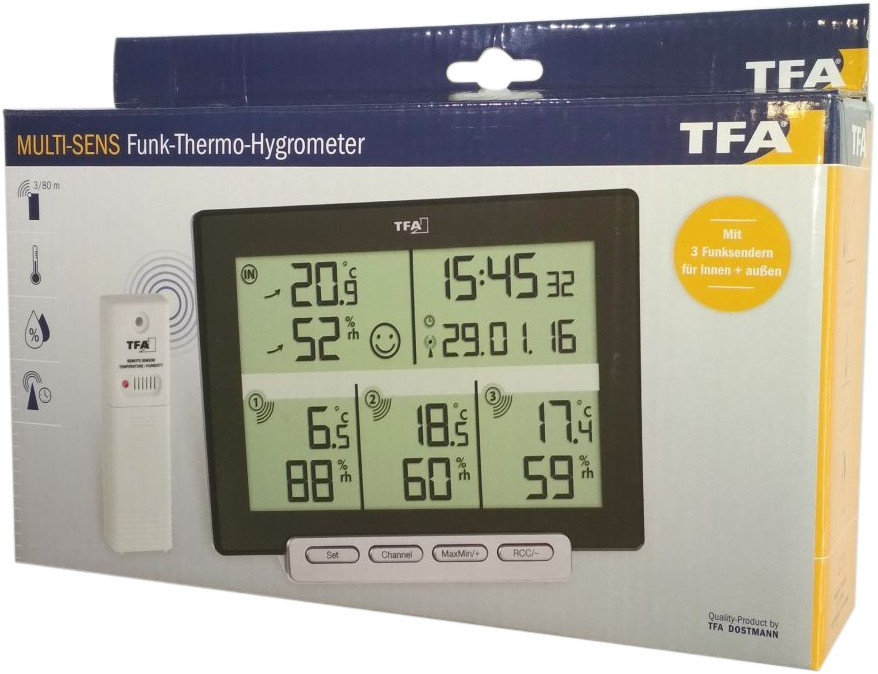 TFA
MULTI-SENS Funk-Thermo-Hygrometer
TFA
TFA
3/80 m
Mit
3 Funksendern
für innen + außen
TFA
IN 20.9 °C 15:45 32
52 % rh 29.01.16
1 2 3
6.5 °C 18.5 °C 17.4 °C
88 % rh 60 % rh 59 % rh
TFA
REMOTE SENSOR
TEMPERATURE / HUMIDITY
%
Set Channel MaxMin/+ RCC/–
Quality-Product by
TFA DOSTMANN